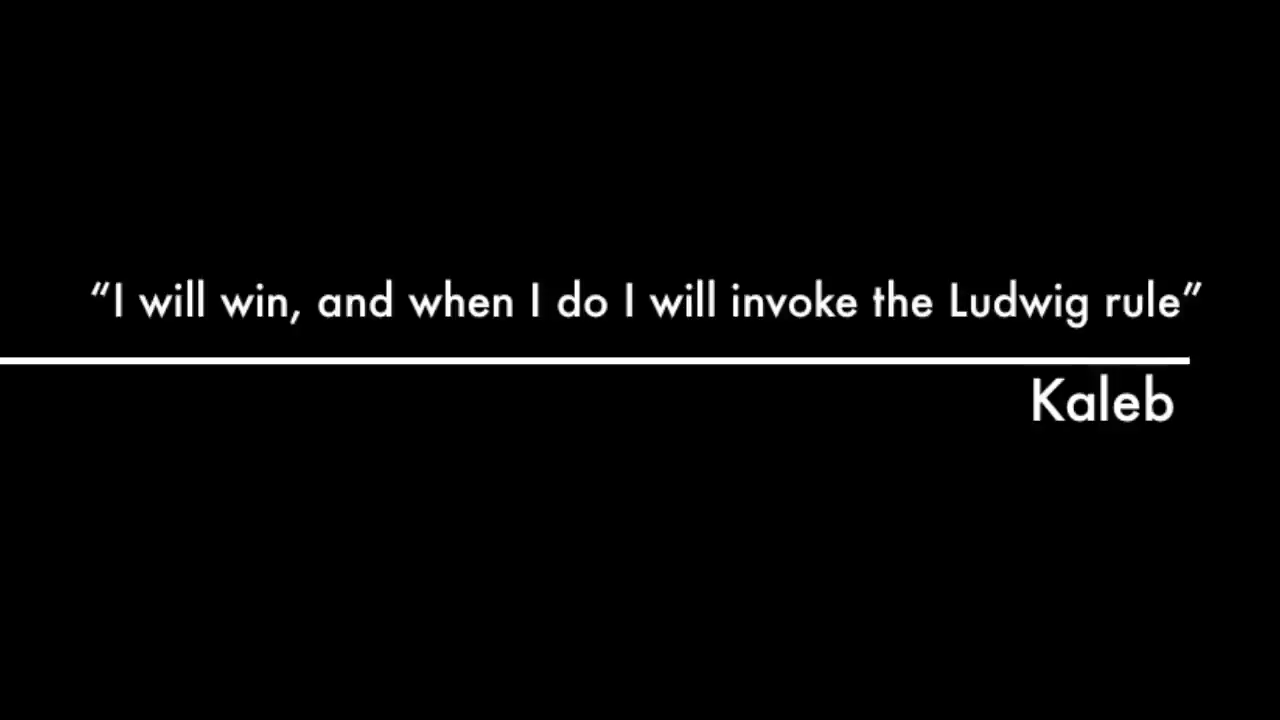 “I will win, and when I do I will invoke the Ludwig rule”
Kaleb